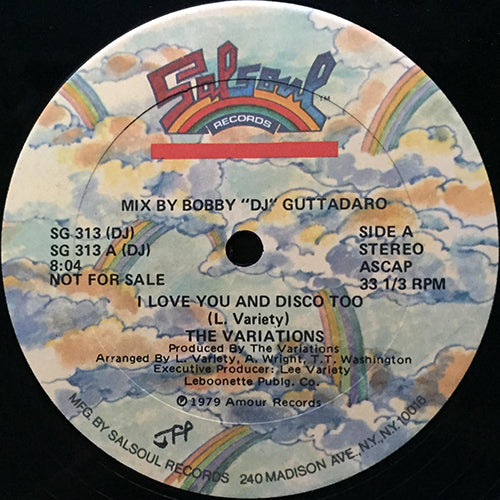 Salsoul
RECORDS
TM
MIX BY BOBBY "DJ" GUTTADARO
SG 313 (DJ)
SG 313 A (DJ)
8:04
NOT FOR SALE
SIDE A
STEREO
ASCAP
33 1/3 RPM
I LOVE YOU AND DISCO TOO
(L. Variety)
THE VARIATIONS
Produced By The Variations
Arranged By L. Variety, A. Wright, T.T. Washington
Executive Producer: Lee Variety
Leboonette Publg. Co.
℗1979 Amour Records
MFG. BY SALSOUL RECORDS 240 MADISON AVE., N.Y., N.Y. 10016